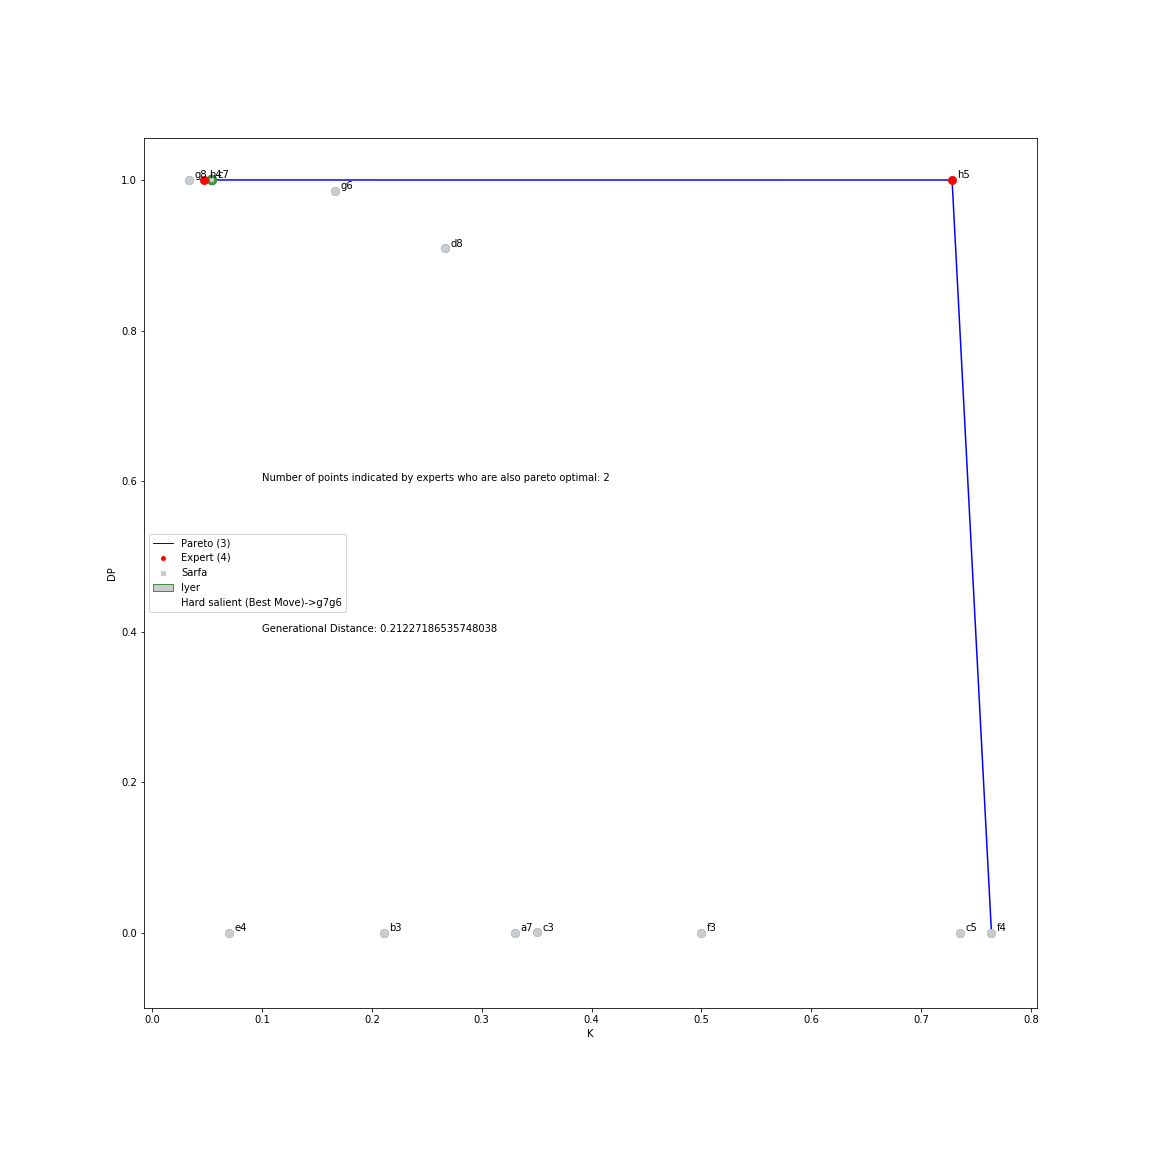 1.0
0.8
0.6
0.4
0.2
0.0
DP
g8
h5
g6
d8
Number of points indicated by experts who are also pareto optimal: 2
Pareto (3)
Expert (4)
Sarfa
Iyer
Hard salient (Best Move)->g7g6
Generational Distance: 0.21227186535748038
e4
b3
a7
c3
f3
c5
f4
0.0 0.1 0.2 0.3 0.4 0.5 0.6 0.7 0.8
K